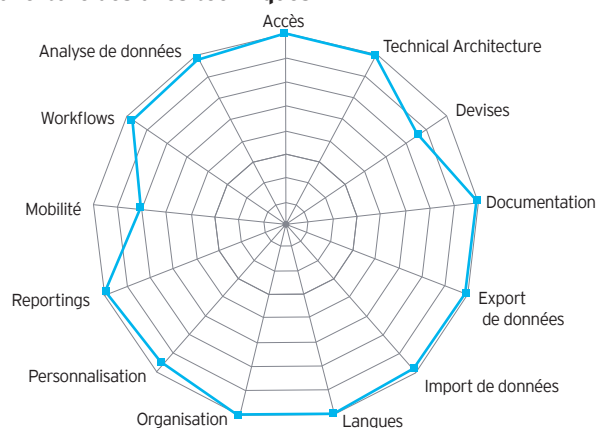 Accès
Analyse de données
Technical Architecture
Workflows
Devises
Mobilité
Documentation
Reportings
Export
de données
Personnalisation
Import de données
Organisation
Langues